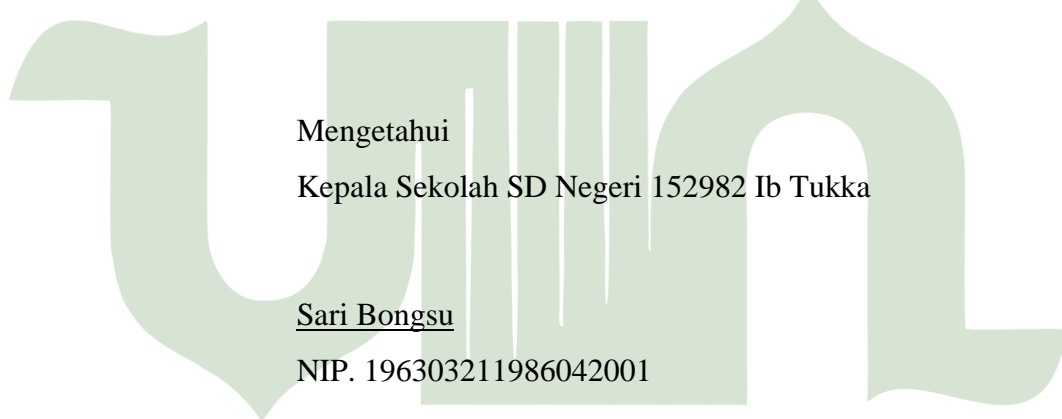 Mengetahui
Kepala Sekolah SD Negeri 152982 Ib Tukka
Sari Bongsu
NIP. 196303211986042001